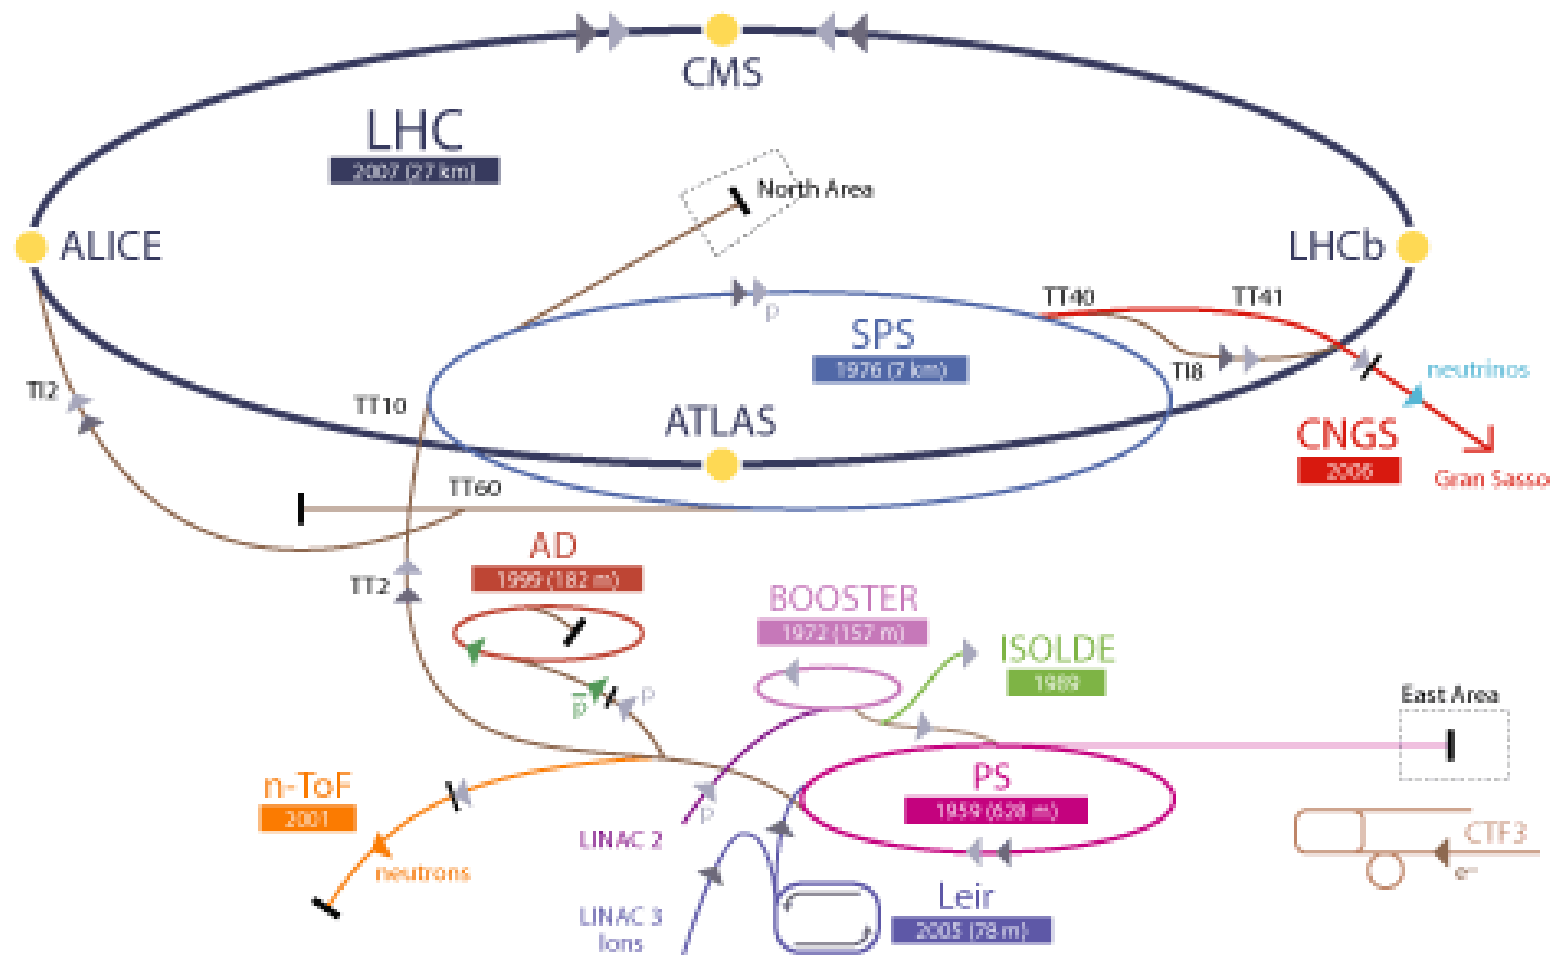 CMS
LHC
2007 (27 km)
North Area
ALICE
LHCb
p
TT40
TT41
SPS
1976 (7 km)
TI8
neutrinos
TI2
TT10
ATLAS
CNGS
2006
Gran Sasso
TT60
AD
1999 (182 m)
TT2
BOOSTER
1972 (157 m)
ISOLDE
1989
p
p̅
East Area
n-ToF
2001
PS
1959 (628 m)
p
LINAC 2
CTF3
e⁻
neutrons
Leir
2005 (78 m)
LINAC 3
Ions